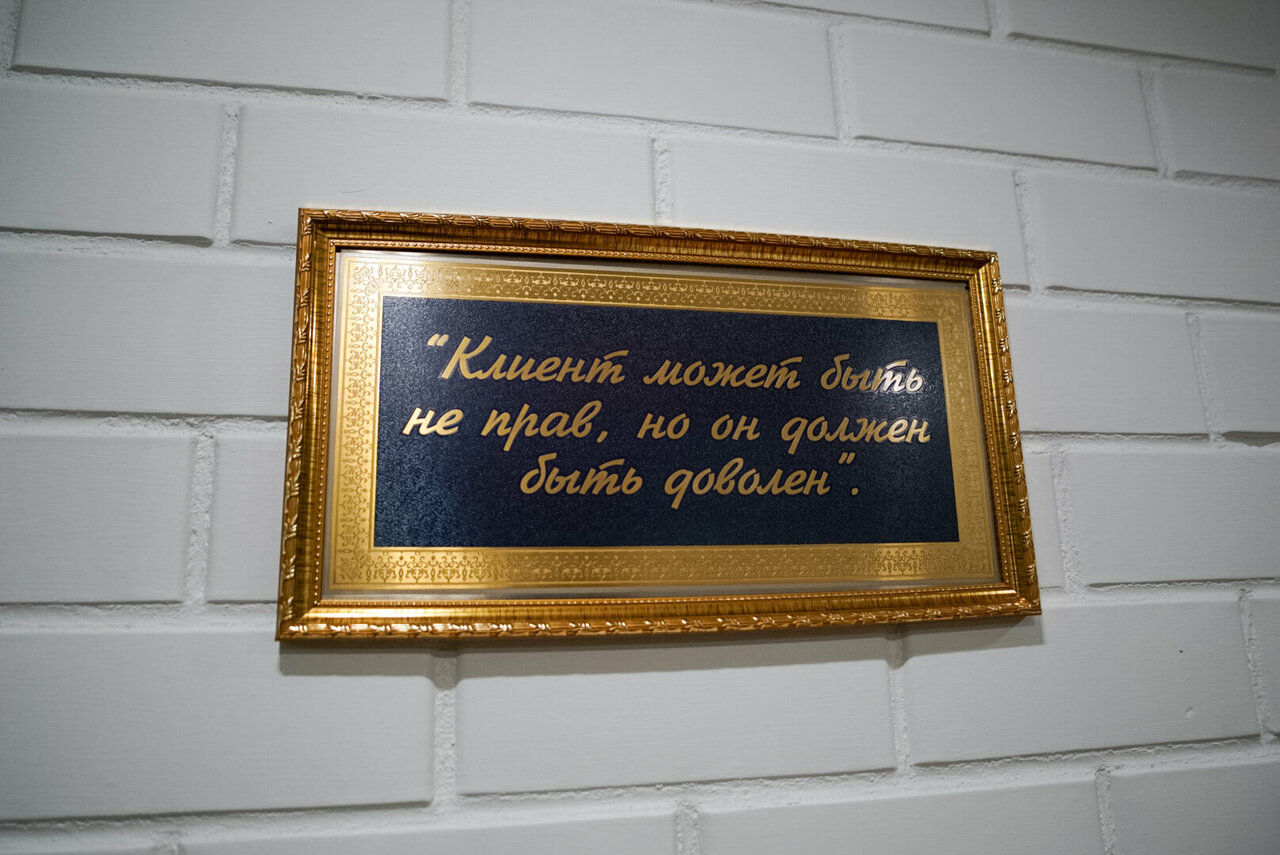 “Клиент может быть
не прав, но он должен
быть доволен”.